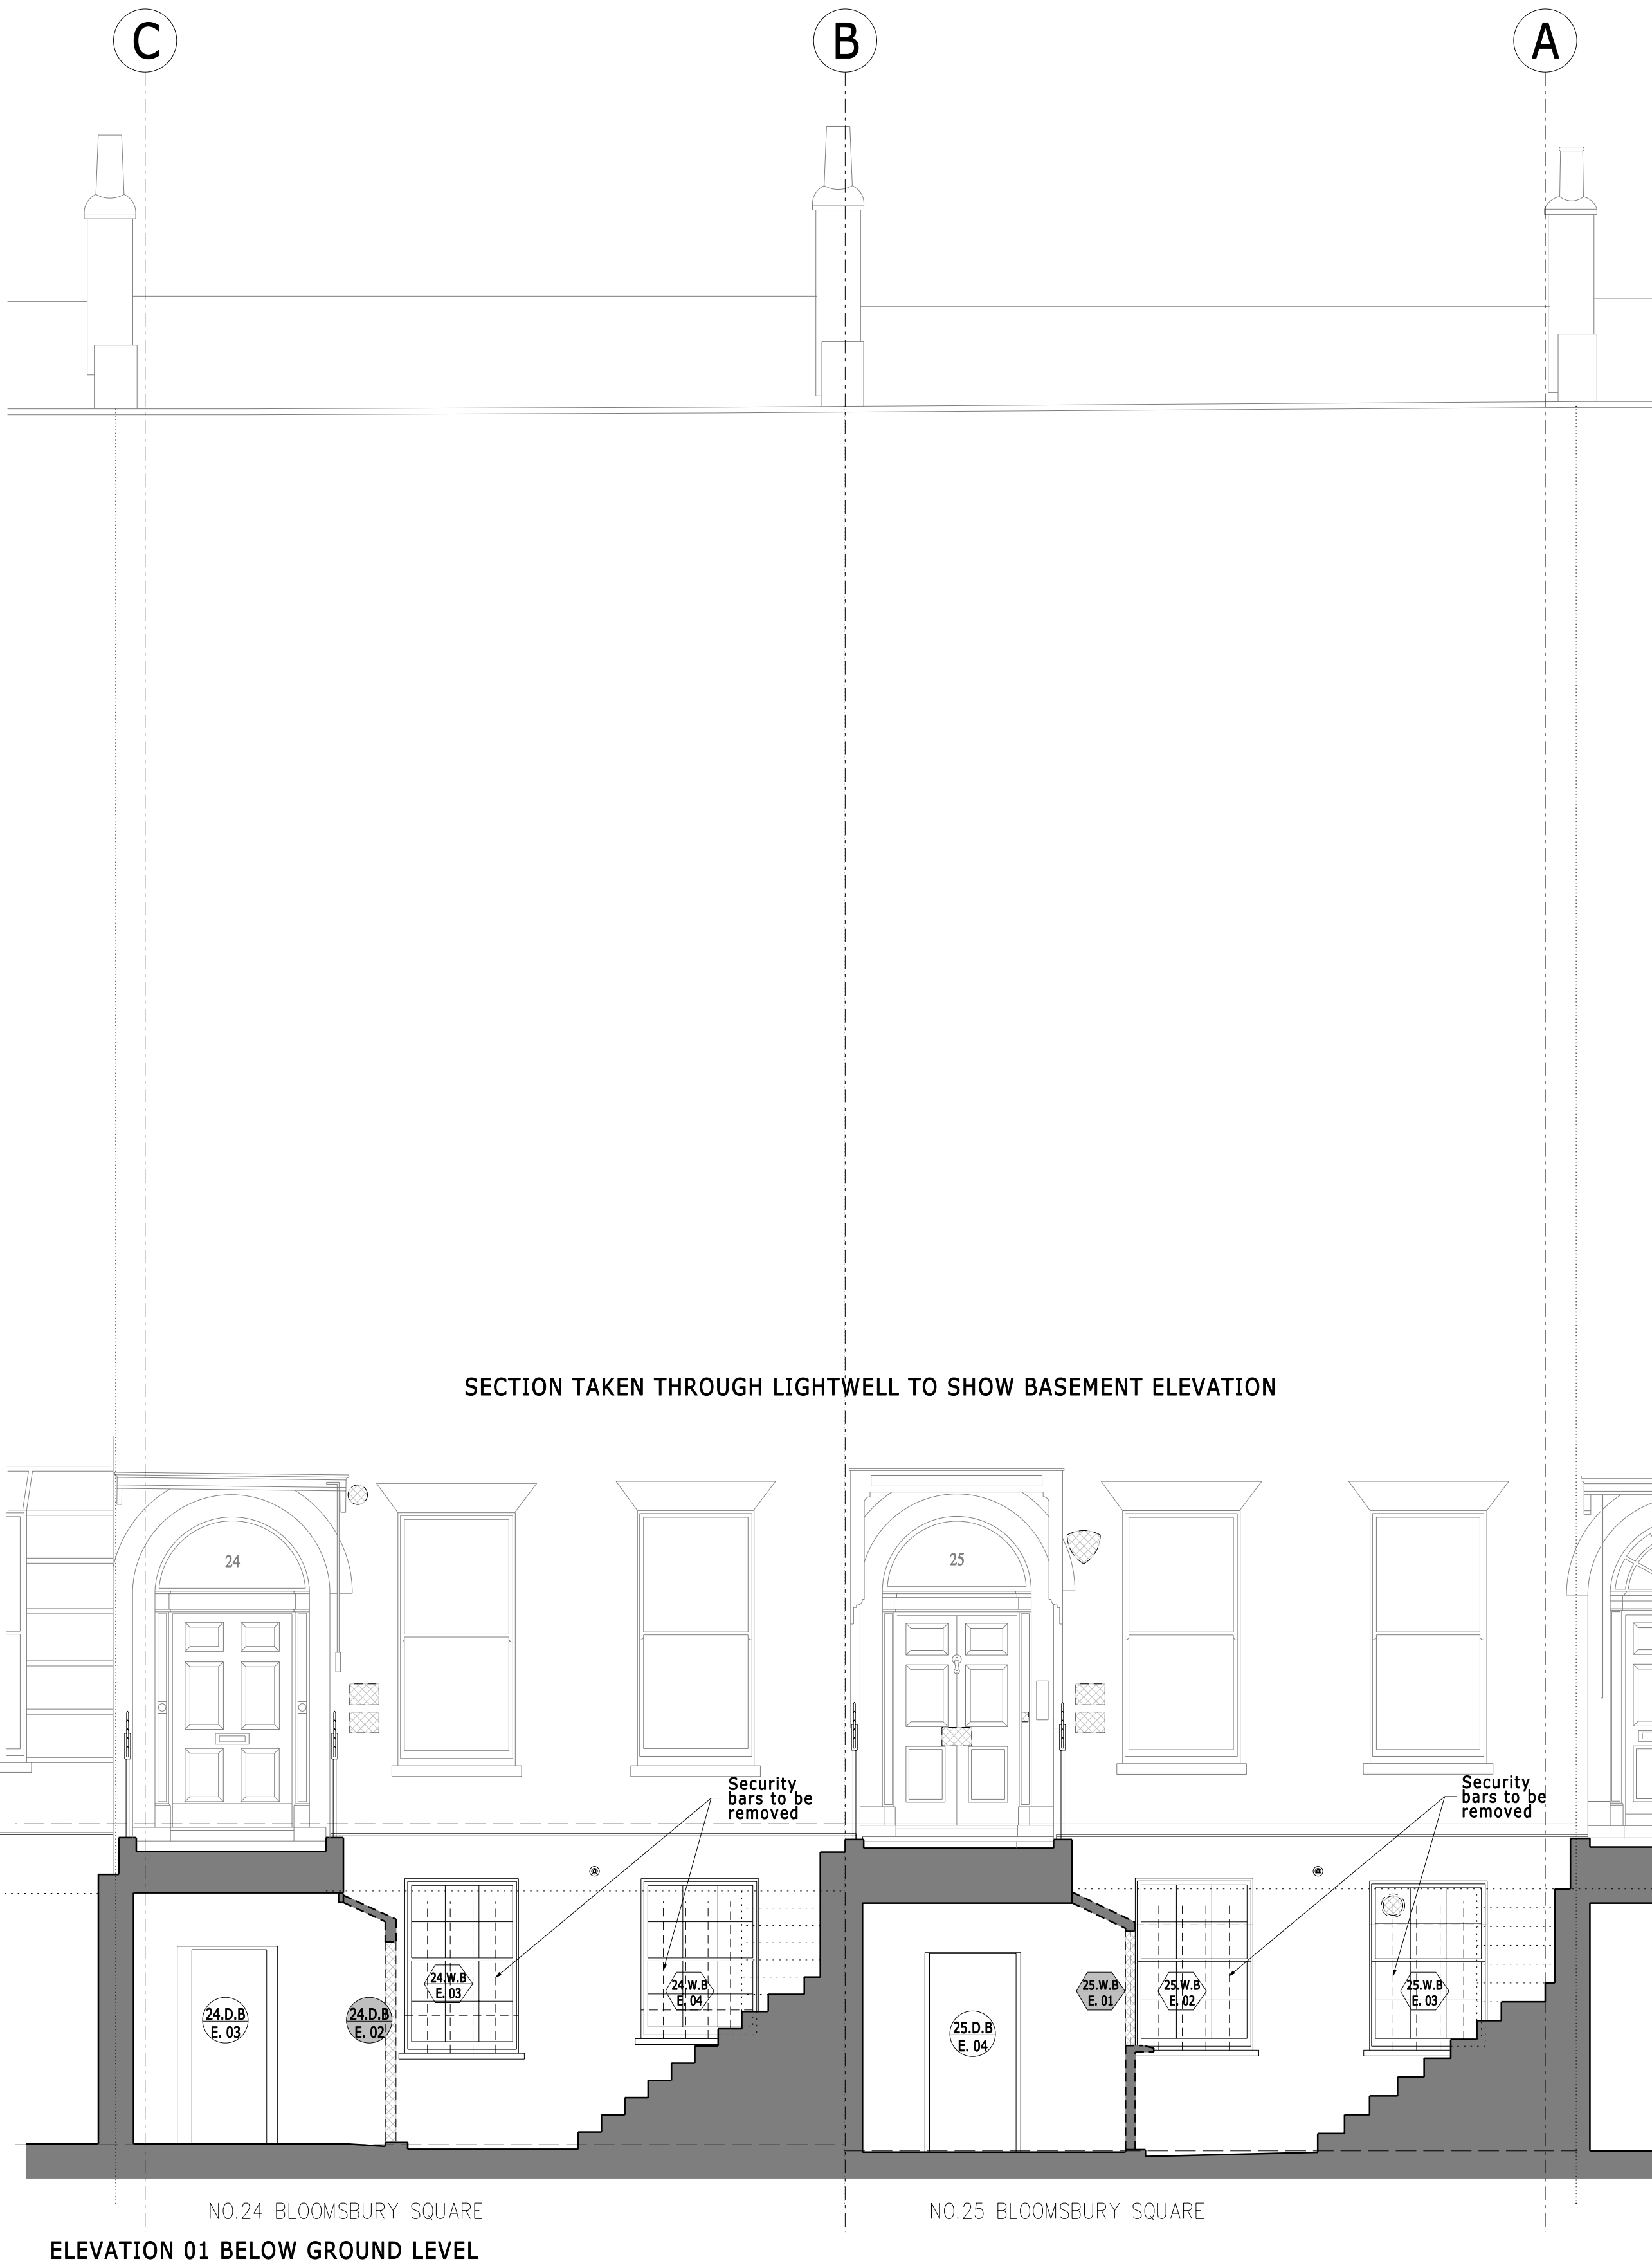 C
B
A
SECTION TAKEN THROUGH LIGHTWELL TO SHOW BASEMENT ELEVATION
24
25
Security
bars to be
removed
Security
bars to be
removed
24.D.B
E. 03
24.D.B
E. 02
24.W.B
E. 03
24.W.B
E. 04
25.D.B
E. 04
25.W.B
E. 01
25.W.B
E. 02
25.W.B
E. 03
NO.24 BLOOMSBURY SQUARE
NO.25 BLOOMSBURY SQUARE
ELEVATION 01 BELOW GROUND LEVEL